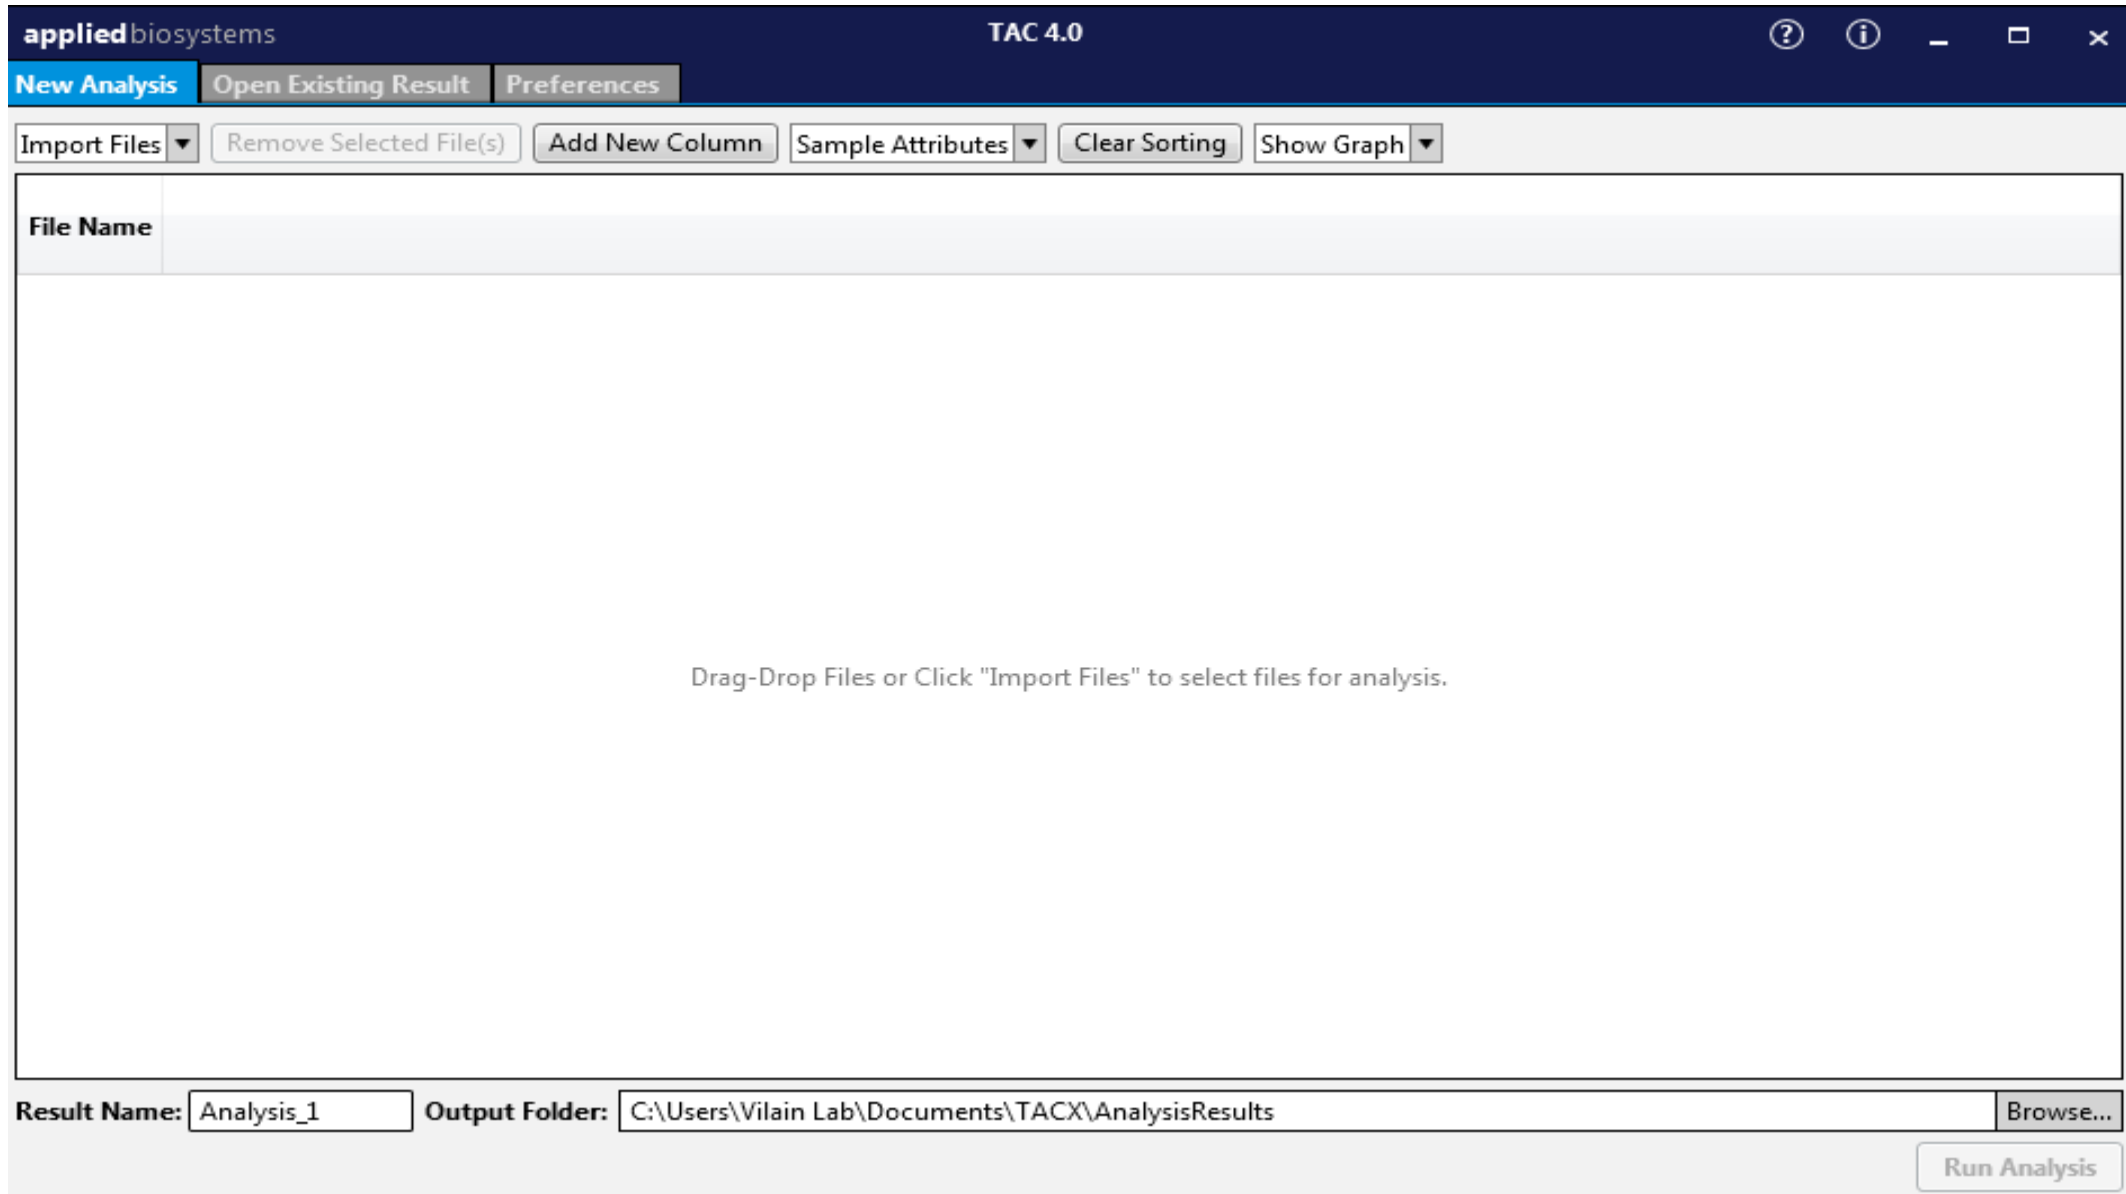 appliedbiosystems TAC 4.0
New Analysis Open Existing Result Preferences
Import Files Remove Selected File(s) Add New Column Sample Attributes Clear Sorting Show Graph
File Name
Drag-Drop Files or Click "Import Files" to select files for analysis.
Result Name: Analysis_1 Output Folder: C:\Users\Vilain Lab\Documents\TACX\AnalysisResults Browse...
Run Analysis